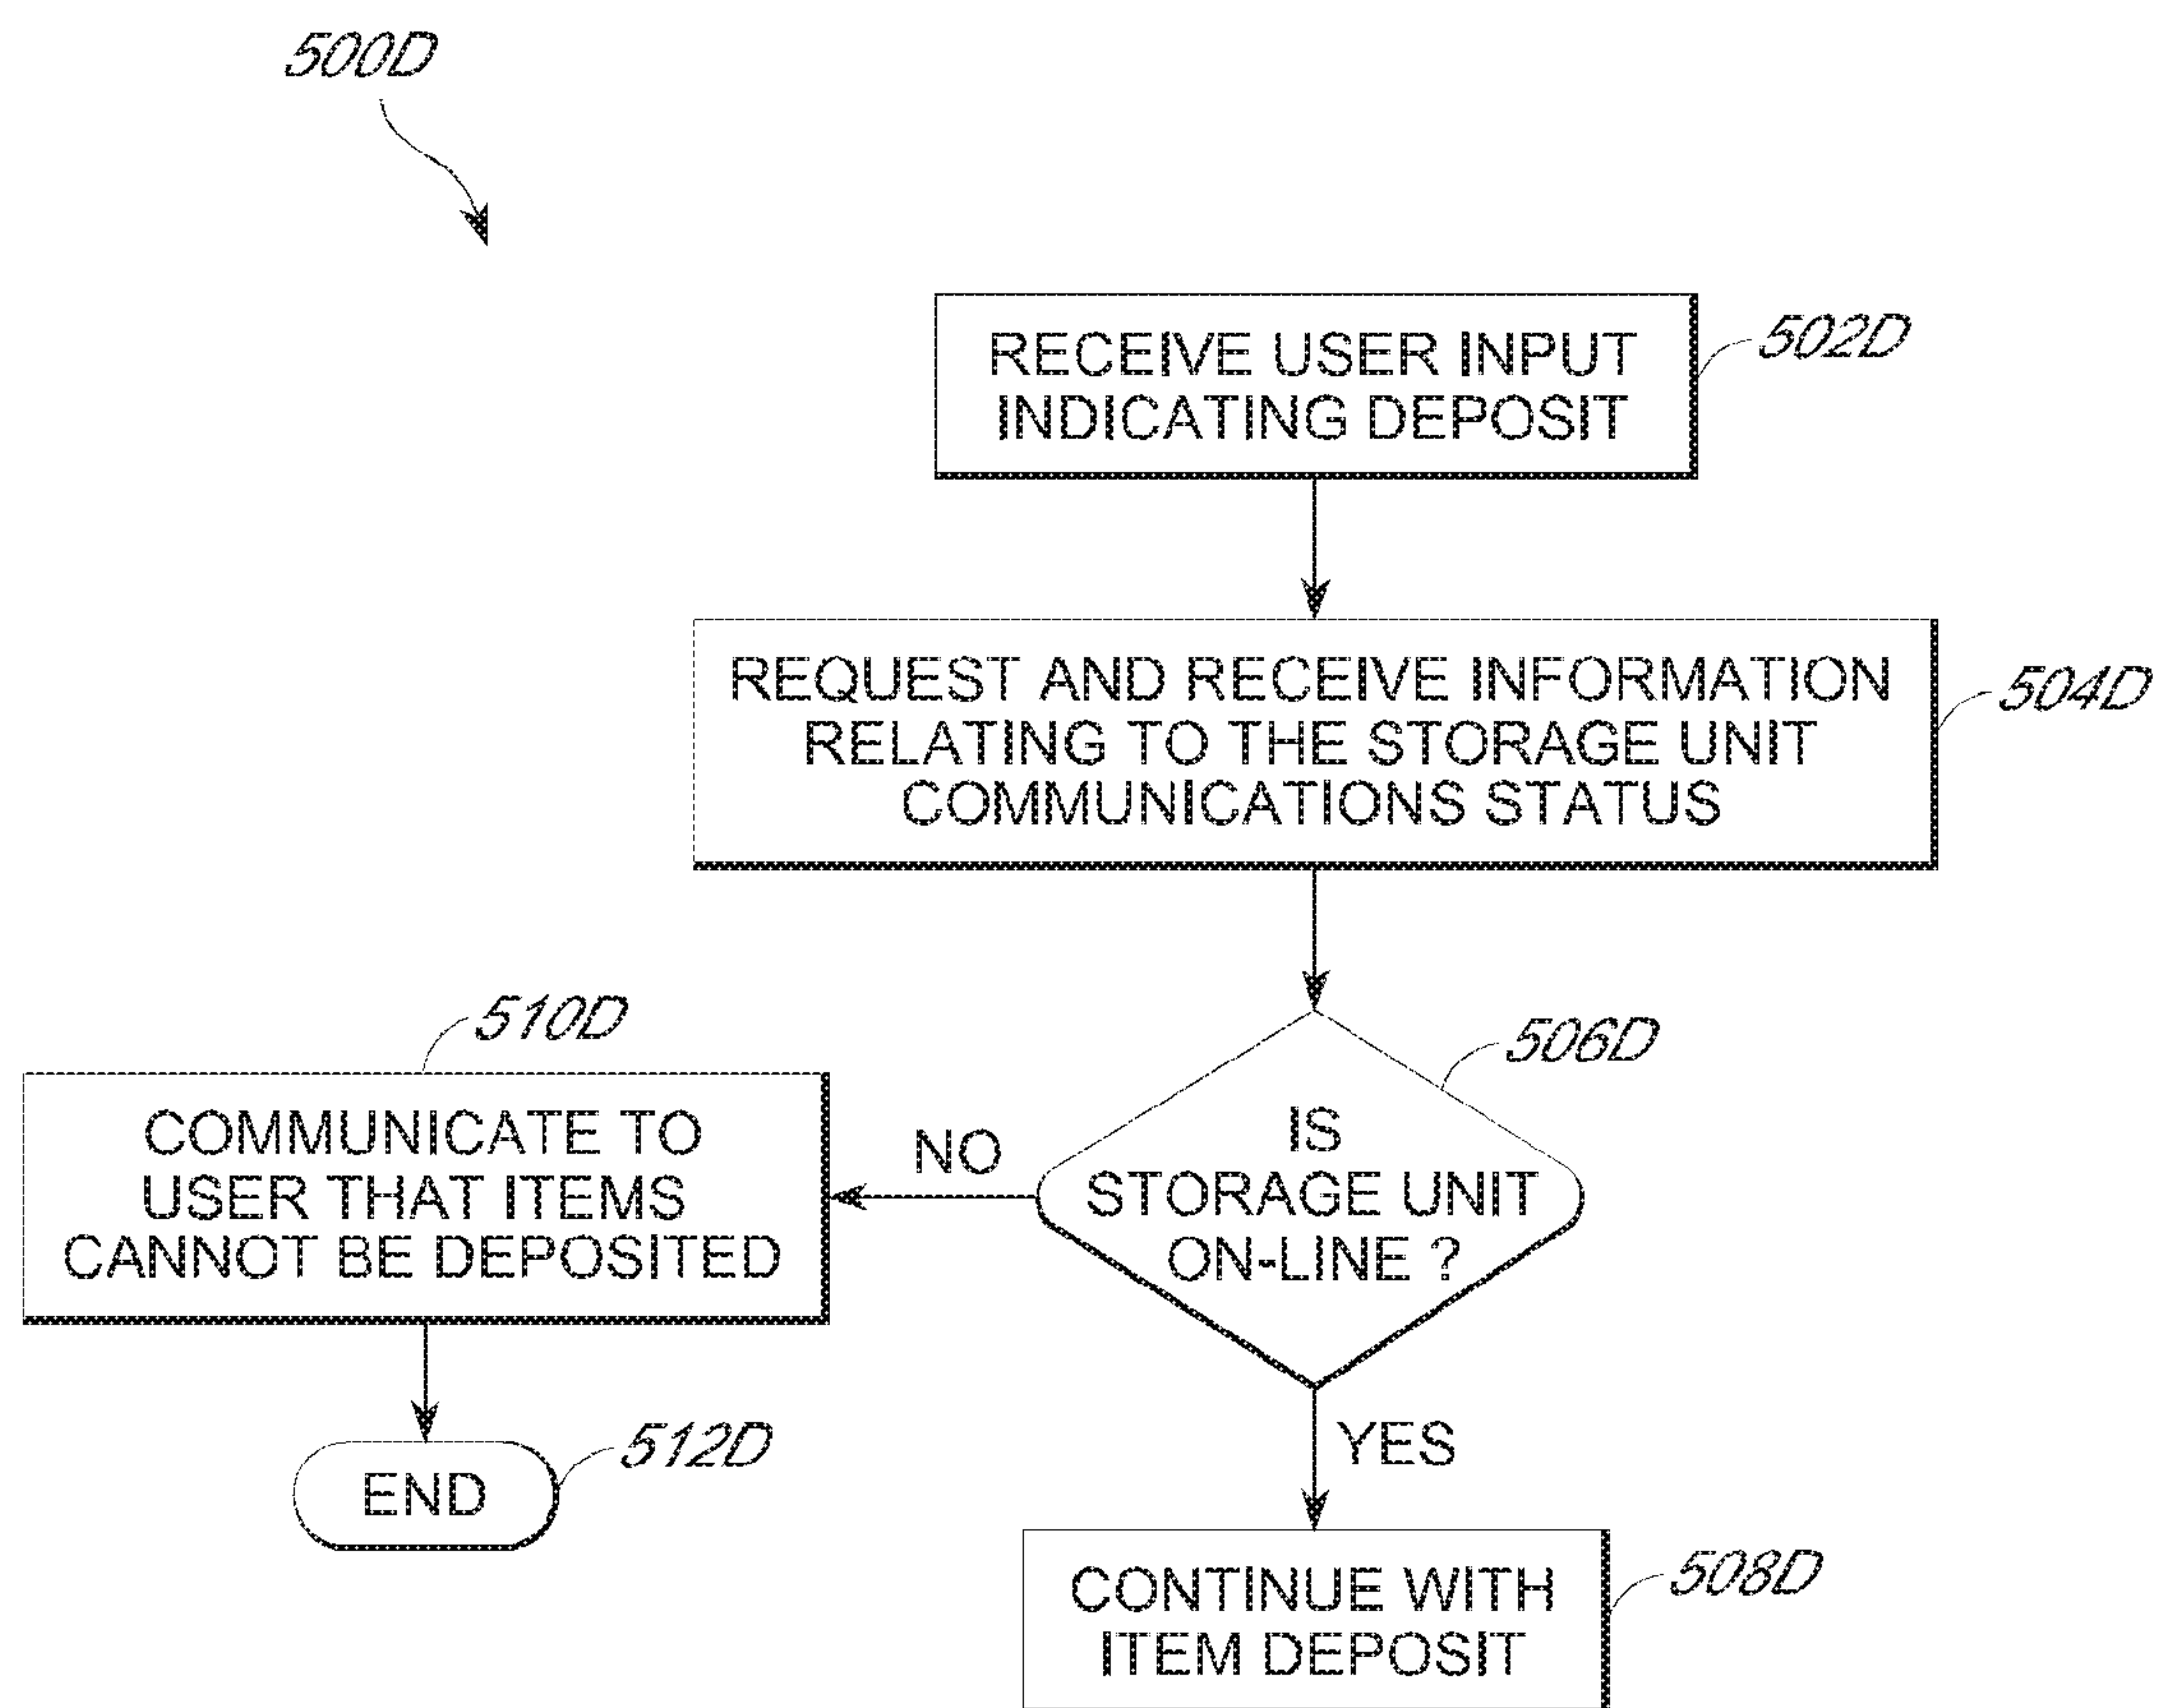 500D
RECEIVE USER INPUT
INDICATING DEPOSIT
502D
REQUEST AND RECEIVE INFORMATION
RELATING TO THE STORAGE UNIT
COMMUNICATIONS STATUS
504D
506D
IS
STORAGE UNIT
ON-LINE ?
NO
510D
COMMUNICATE TO
USER THAT ITEMS
CANNOT BE DEPOSITED
END
512D
YES
CONTINUE WITH
ITEM DEPOSIT
508D